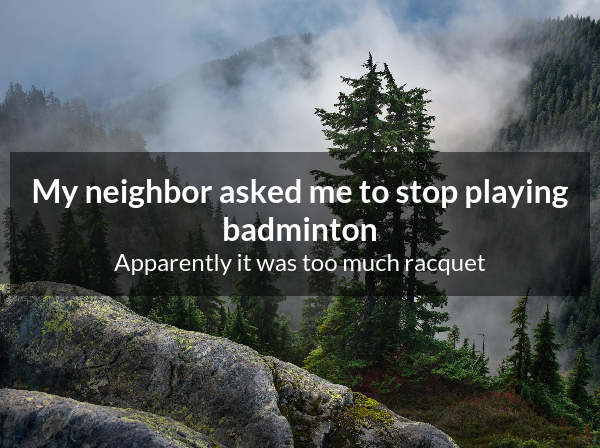 My neighbor asked me to stop playing
badminton
Apparently it was too much racquet